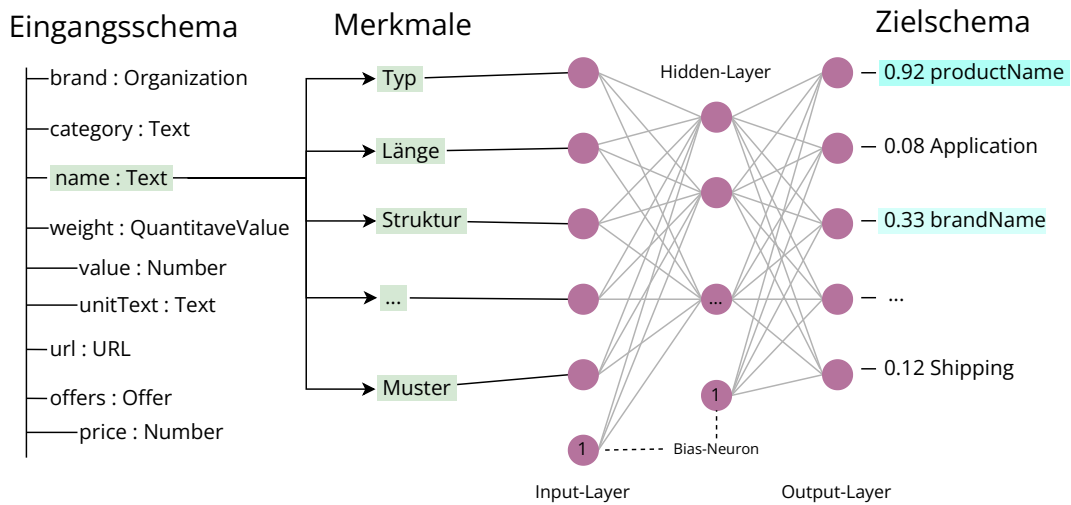 Eingangsschema
brand : Organization
category : Text
name : Text
weight : QuantitaveValue
value : Number
unitText : Text
url : URL
offers : Offer
price : Number
Merkmale
Typ
Länge
Struktur
...
Muster
Hidden-Layer
...
1
1
Bias-Neuron
Input-Layer
Output-Layer
Zielschema
0.92 productName
0.08 Application
0.33 brandName
...
0.12 Shipping